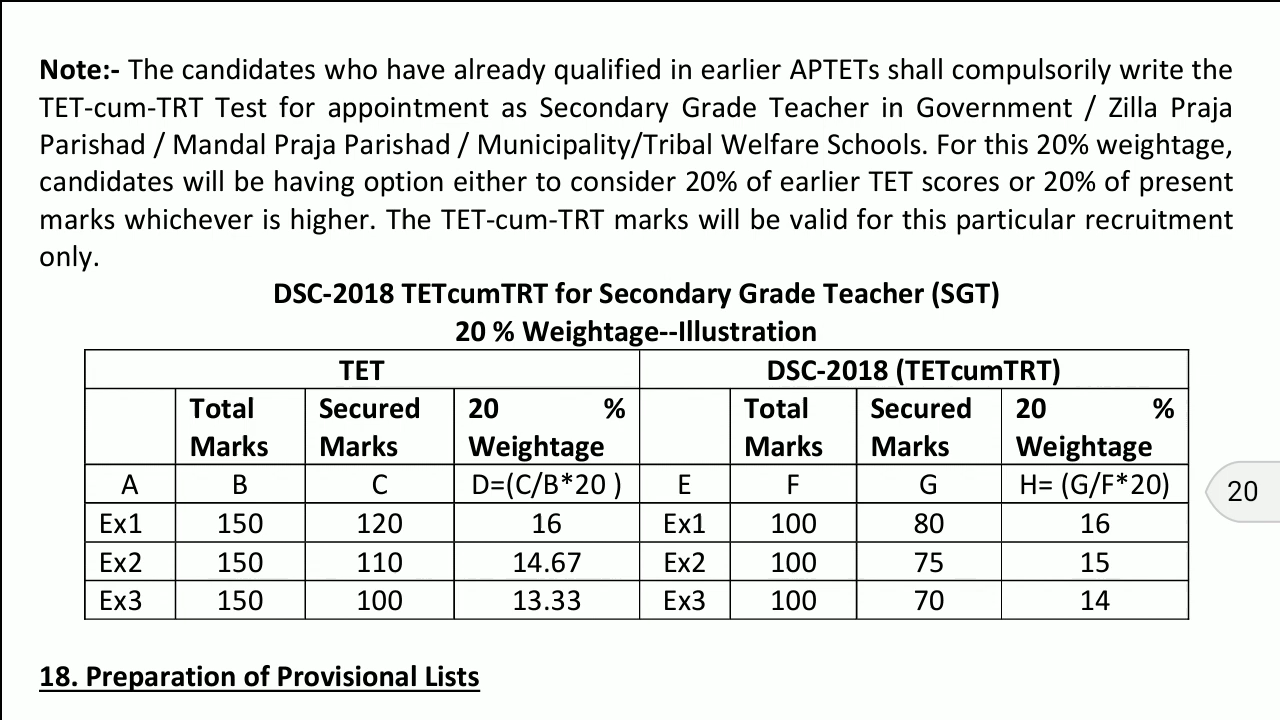 Note:- The candidates who have already qualified in earlier APTETs shall compulsorily write the
TET-cum-TRT Test for appointment as Secondary Grade Teacher in Government / Zilla Praja
Parishad / Mandal Praja Parishad / Municipality/Tribal Welfare Schools. For this 20% weightage,
candidates will be having option either to consider 20% of earlier TET scores or 20% of present
marks whichever is higher. The TET-cum-TRT marks will be valid for this particular recruitment
only.
DSC-2018 TETcumTRT for Secondary Grade Teacher (SGT)
20 % Weightage--Illustration
TET DSC-2018 (TETcumTRT)
Total Secured 20 % Total Secured 20 %
Marks Marks Weightage Marks Marks Weightage
A B C D=(C/B*20 ) E F G H= (G/F*20)
Ex1 150 120 16 Ex1 100 80 16
Ex2 150 110 14.67 Ex2 100 75 15
Ex3 150 100 13.33 Ex3 100 70 14
20
18. Preparation of Provisional Lists